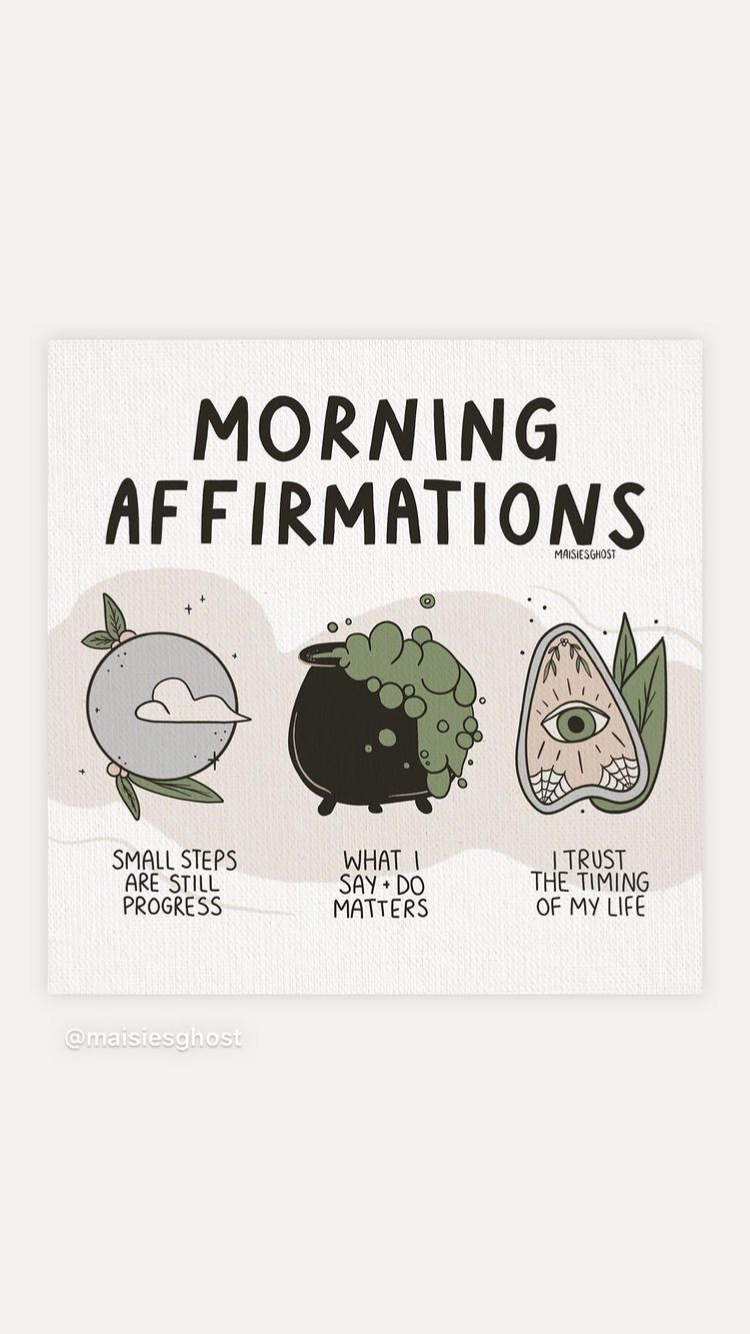 MORNING
AFFIRMATIONS
MAISIESGHOST
SMALL STEPS
ARE STILL
PROGRESS
WHAT I
SAY + DO
MATTERS
I TRUST
THE TIMING
OF MY LIFE
@maisiesghost